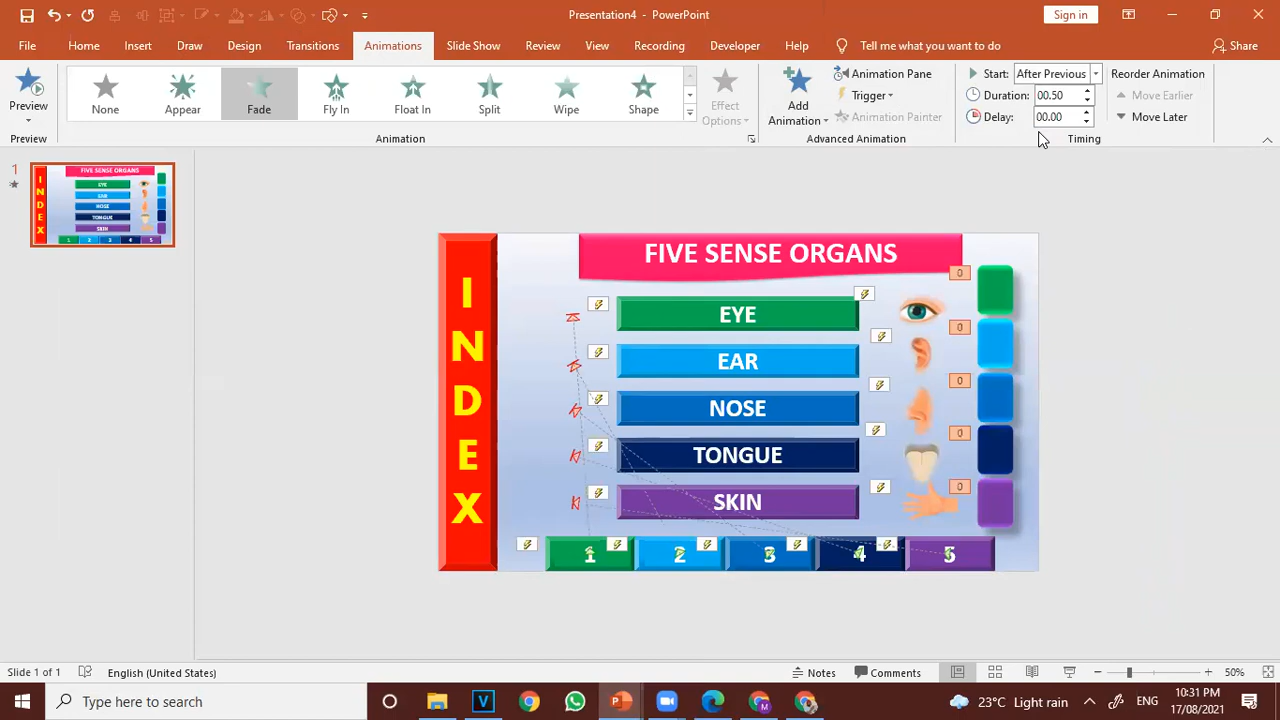 Presentation4 - PowerPoint
Sign in
File Home Insert Draw Design Transitions Animations Slide Show Review View Recording Developer Help Tell me what you want to do Share
Preview
Preview
None Appear Fade Fly In Float In Split Wipe Shape
Animation
Effect Options
Add Animation
Animation Pane
Trigger
Animation Painter
Advanced Animation
Start: After Previous
Duration: 00.50
Delay: 00.00
Timing
Reorder Animation
Move Earlier
Move Later
1
FIVE SENSE ORGANS
INDEX
EYE
EAR
NOSE
TONGUE
SKIN
1 2 3 4 5
FIVE SENSE ORGANS
I
N
D
E
X
EYE
EAR
NOSE
TONGUE
SKIN
0
0
0
0
0
1 2 3 4 5
Slide 1 of 1 English (United States) Notes Comments 50%
Type here to search
23°C Light rain
ENG
10:31 PM
17/08/2021